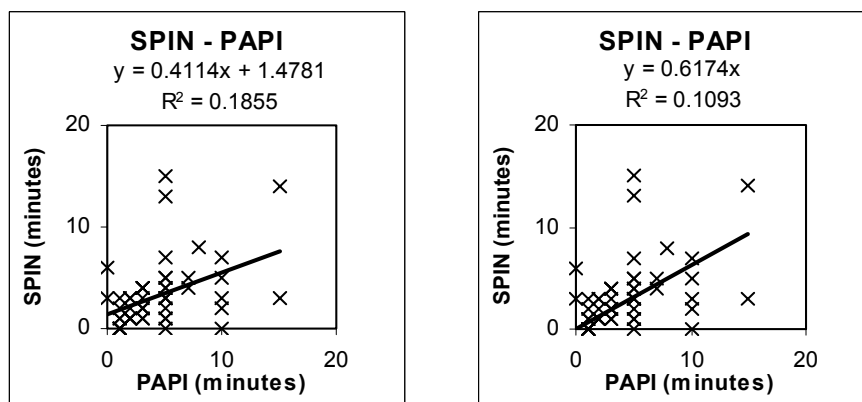 SPIN - PAPI
y = 0.4114x + 1.4781
R² = 0.1855
20
10
0
0 10 20
SPIN (minutes)
PAPI (minutes)
SPIN - PAPI
y = 0.6174x
R² = 0.1093
20
10
0
0 10 20
SPIN (minutes)
PAPI (minutes)